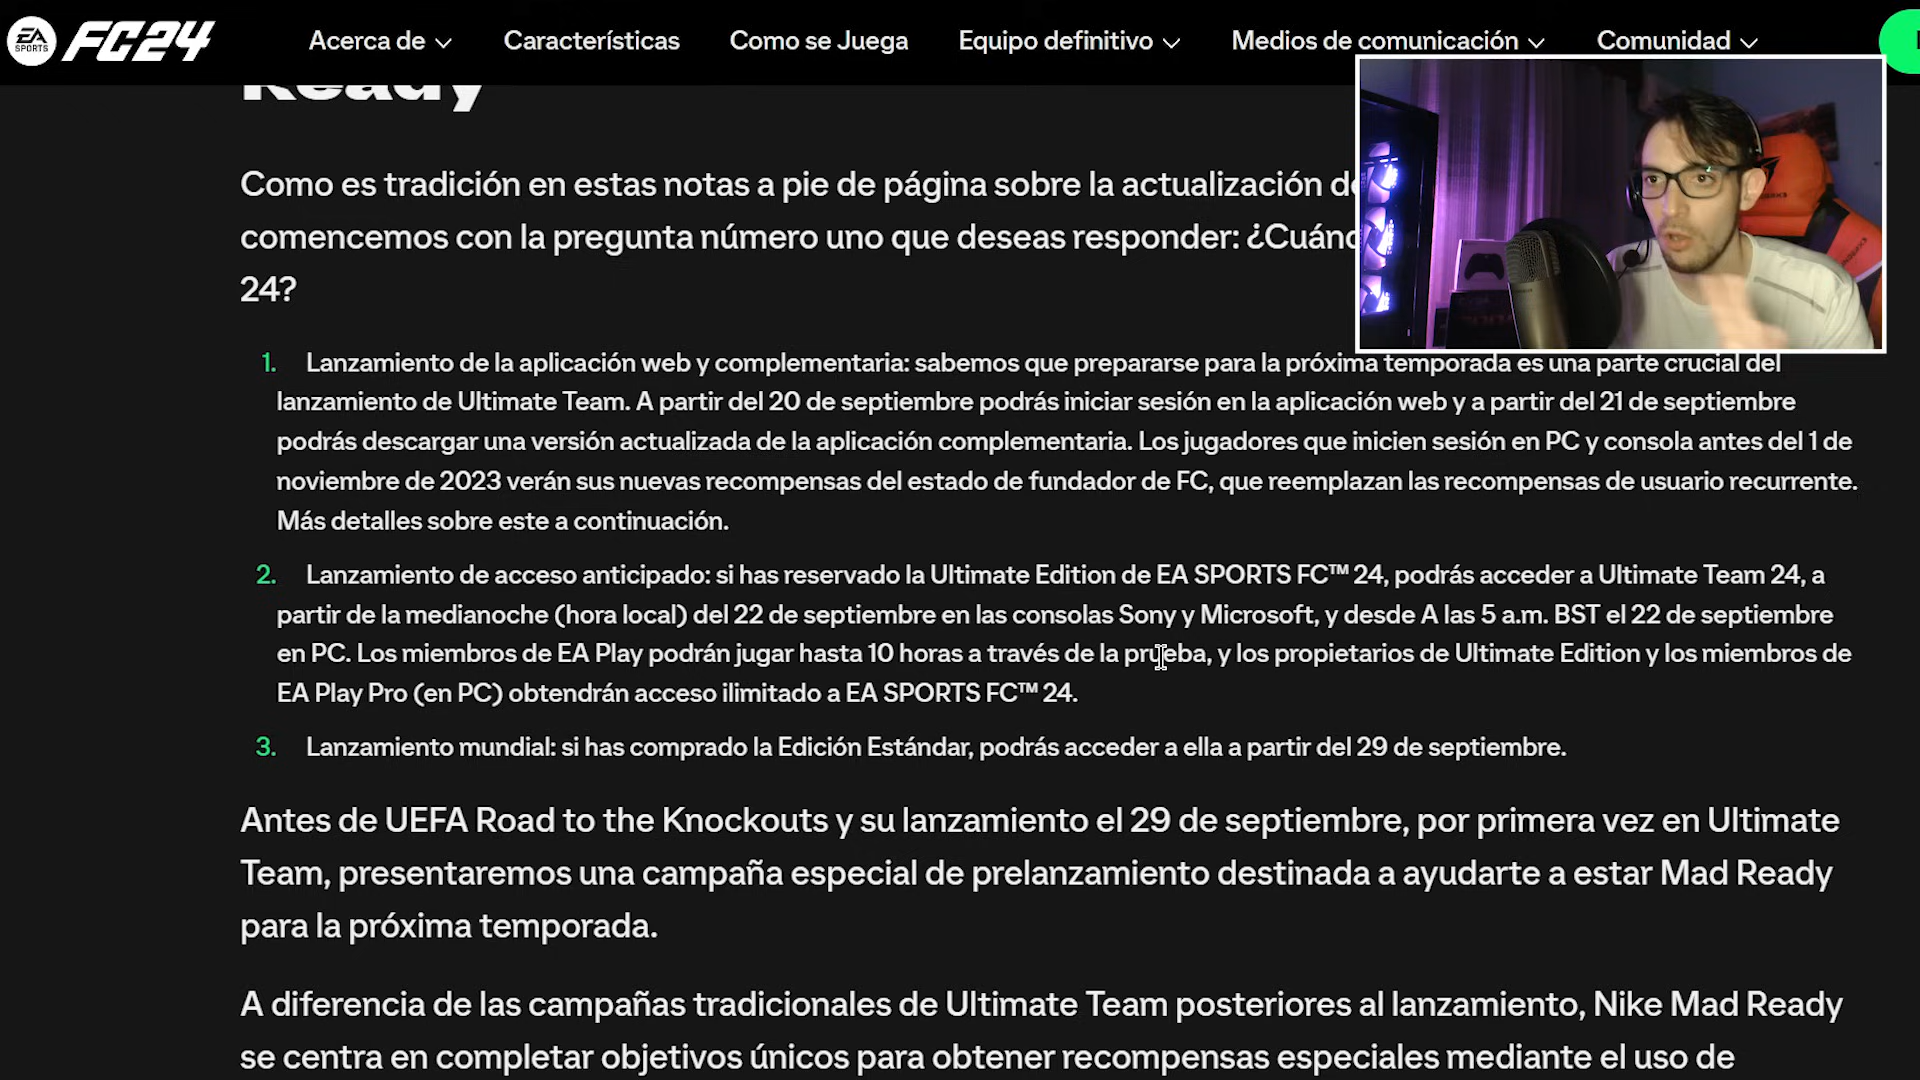 EA SPORTS FC24
Acerca de
Características
Como se Juega
Equipo definitivo
Medios de comunicación
Comunidad
Ready
Como es tradición en estas notas a pie de página sobre la actualización
comencemos con la pregunta número uno que deseas responder:
24?
1. Lanzamiento de la aplicación web y complementaria: sabemos que prepararse para la próxima temporada es una parte crucial del
lanzamiento de Ultimate Team. A partir del 20 de septiembre podrás iniciar sesión en la aplicación web y a partir del 21 de septiembre
podrás descargar una versión actualizada de la aplicación complementaria. Los jugadores que inicien sesión en PC y consola antes del 1 de
noviembre de 2023 verán sus nuevas recompensas del estado de fundador de FC, que reemplazan las recompensas de usuario recurrente.
Más detalles sobre este a continuación.
2. Lanzamiento de acceso anticipado: si has reservado la Ultimate Edition de EA SPORTS FC™ 24, podrás acceder a Ultimate Team 24, a
partir de la medianoche (hora local) del 22 de septiembre en las consolas Sony y Microsoft, y desde A las 5 a.m. BST el 22 de septiembre
en PC. Los miembros de EA Play podrán jugar hasta 10 horas a través de la prueba, y los propietarios de Ultimate Edition y los miembros de
EA Play Pro (en PC) obtendrán acceso ilimitado a EA SPORTS FC™ 24.
3. Lanzamiento mundial: si has comprado la Edición Estándar, podrás acceder a ella a partir del 29 de septiembre.
Antes de UEFA Road to the Knockouts y su lanzamiento el 29 de septiembre, por primera vez en Ultimate
Team, presentaremos una campaña especial de prelanzamiento destinada a ayudarte a estar Mad Ready
para la próxima temporada.
A diferencia de las campañas tradicionales de Ultimate Team posteriores al lanzamiento, Nike Mad Ready
se centra en completar objetivos únicos para obtener recompensas especiales mediante el uso de